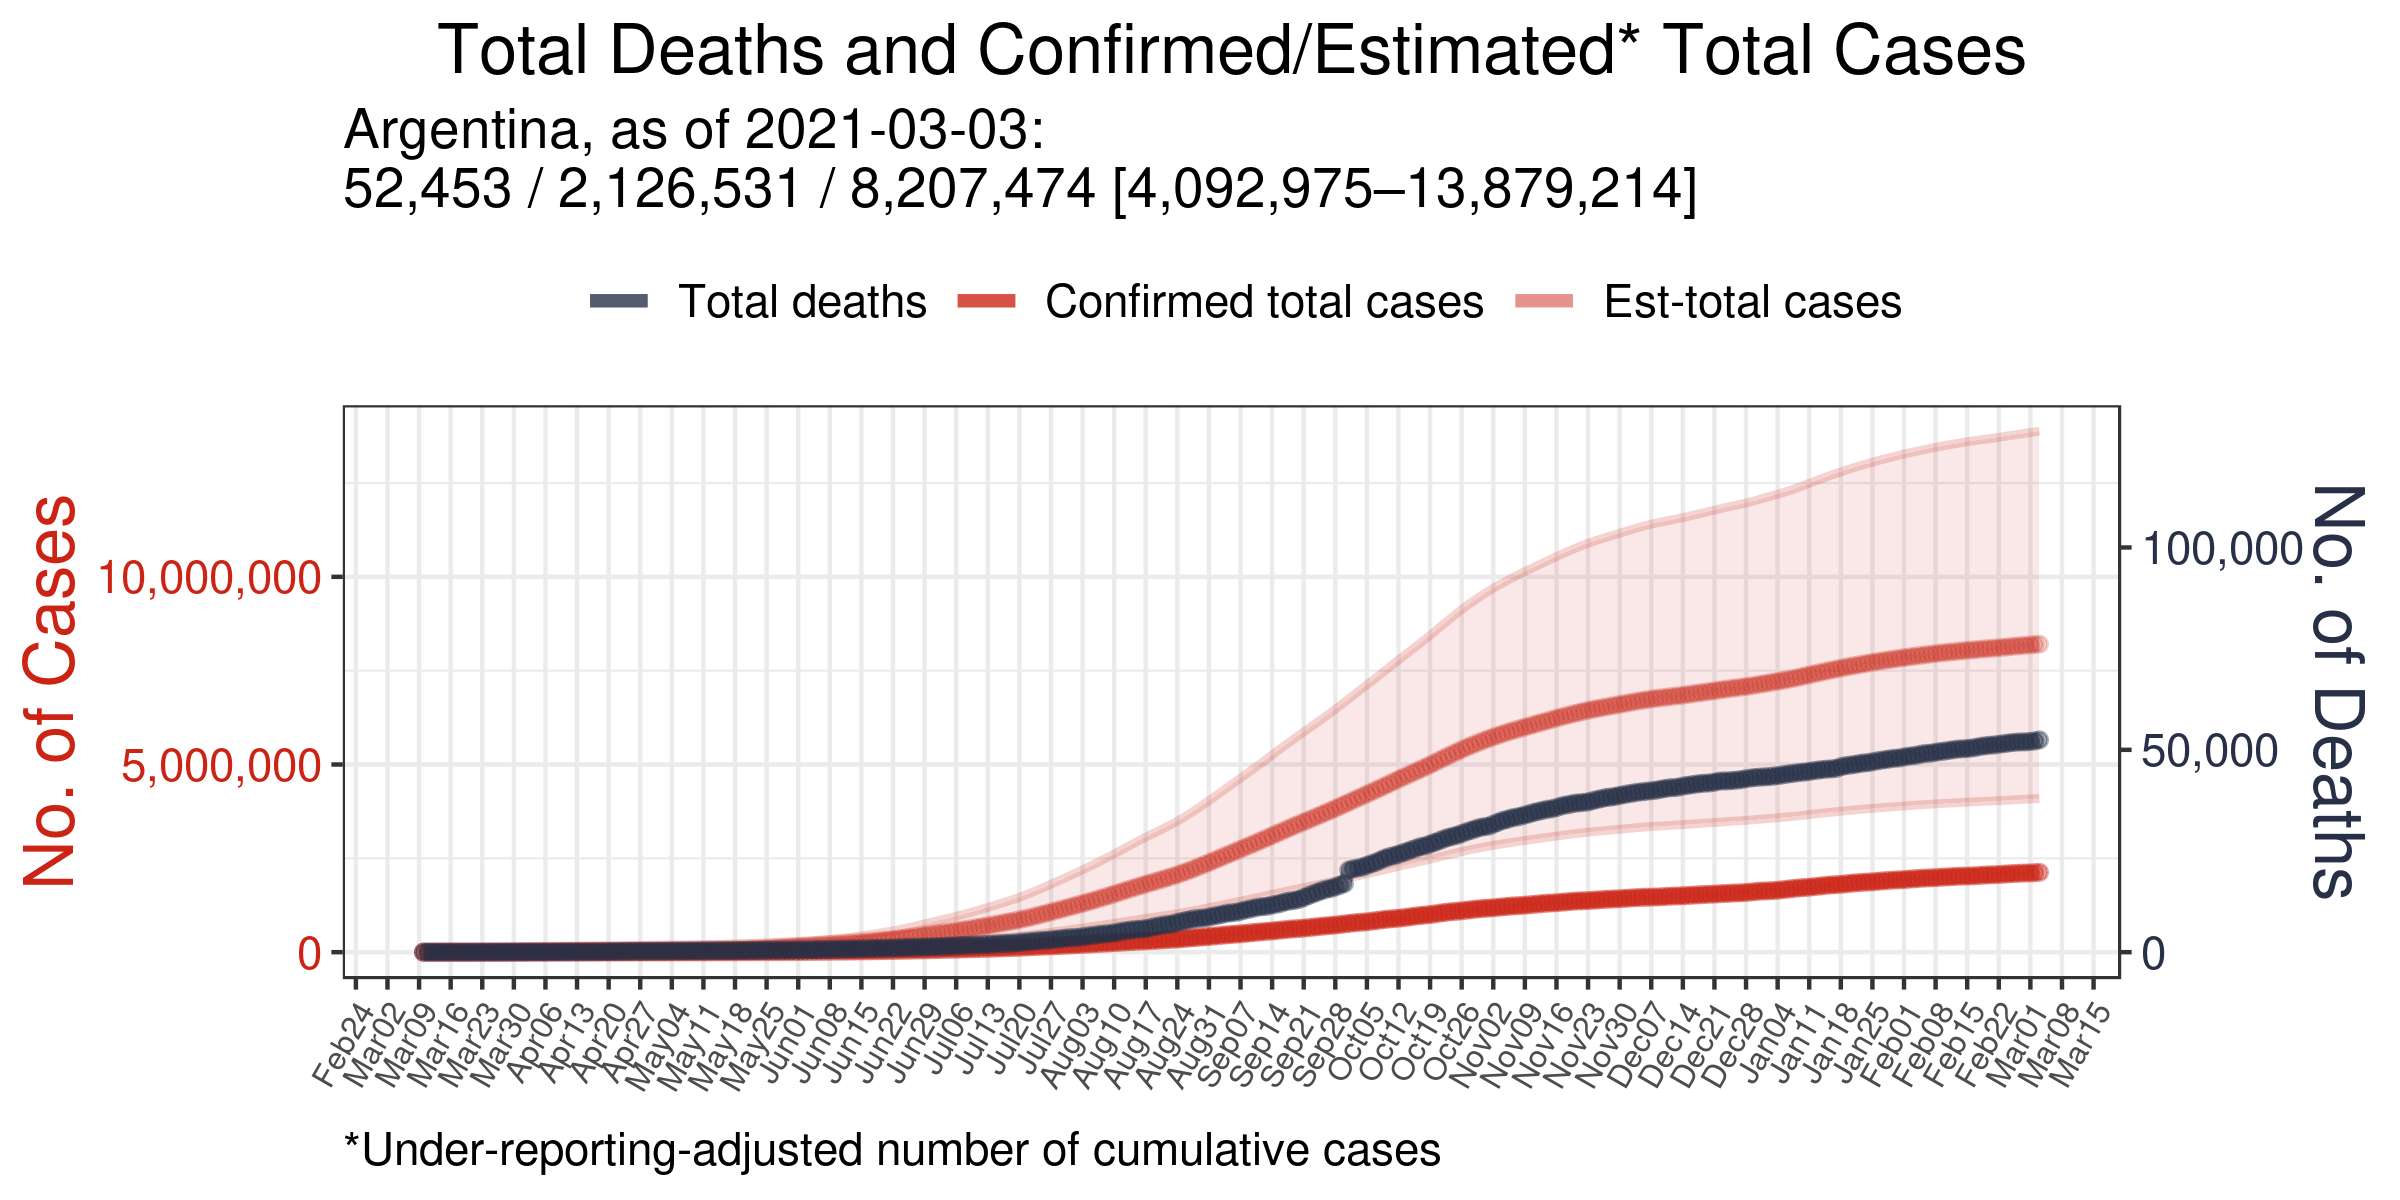 Total Deaths and Confirmed/Estimated* Total Cases
Argentina, as of 2021-03-03:
52,453 / 2,126,531 / 8,207,474 [4,092,975–13,879,214]
Total deaths
Confirmed total cases
Est-total cases
No. of Cases
10,000,000
5,000,000
0
100,000
50,000
0
No. of Deaths
Feb24
Mar02
Mar09
Mar16
Mar23
Mar30
Apr06
Apr13
Apr20
Apr27
May04
May11
May18
May25
Jun01
Jun08
Jun15
Jun22
Jun29
Jul06
Jul13
Jul20
Jul27
Aug03
Aug10
Aug17
Aug24
Aug31
Sep07
Sep14
Sep21
Sep28
Oct05
Oct12
Oct19
Oct26
Nov02
Nov09
Nov16
Nov23
Nov30
Dec07
Dec14
Dec21
Dec28
Jan04
Jan11
Jan18
Jan25
Feb01
Feb08
Feb15
Feb22
Mar01
Mar08
Mar15
*Under-reporting-adjusted number of cumulative cases